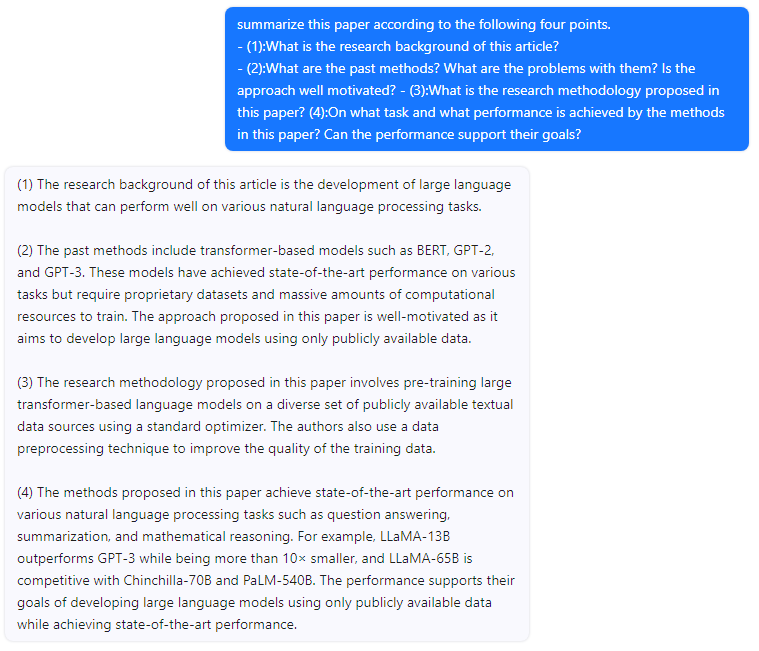 summarize this paper according to the following four points.
- (1):What is the research background of this article?
- (2):What are the past methods? What are the problems with them? Is the
approach well motivated? - (3):What is the research methodology proposed in
this paper? (4):On what task and what performance is achieved by the methods
in this paper? Can the performance support their goals?
(1) The research background of this article is the development of large language
models that can perform well on various natural language processing tasks.
(2) The past methods include transformer-based models such as BERT, GPT-2,
and GPT-3. These models have achieved state-of-the-art performance on various
tasks but require proprietary datasets and massive amounts of computational
resources to train. The approach proposed in this paper is well-motivated as it
aims to develop large language models using only publicly available data.
(3) The research methodology proposed in this paper involves pre-training large
transformer-based language models on a diverse set of publicly available textual
data sources using a standard optimizer. The authors also use a data
preprocessing technique to improve the quality of the training data.
(4) The methods proposed in this paper achieve state-of-the-art performance on
various natural language processing tasks such as question answering,
summarization, and mathematical reasoning. For example, LLaMA-13B
outperforms GPT-3 while being more than 10× smaller, and LLaMA-65B is
competitive with Chinchilla-70B and PaLM-540B. The performance supports their
goals of developing large language models using only publicly available data
while achieving state-of-the-art performance.